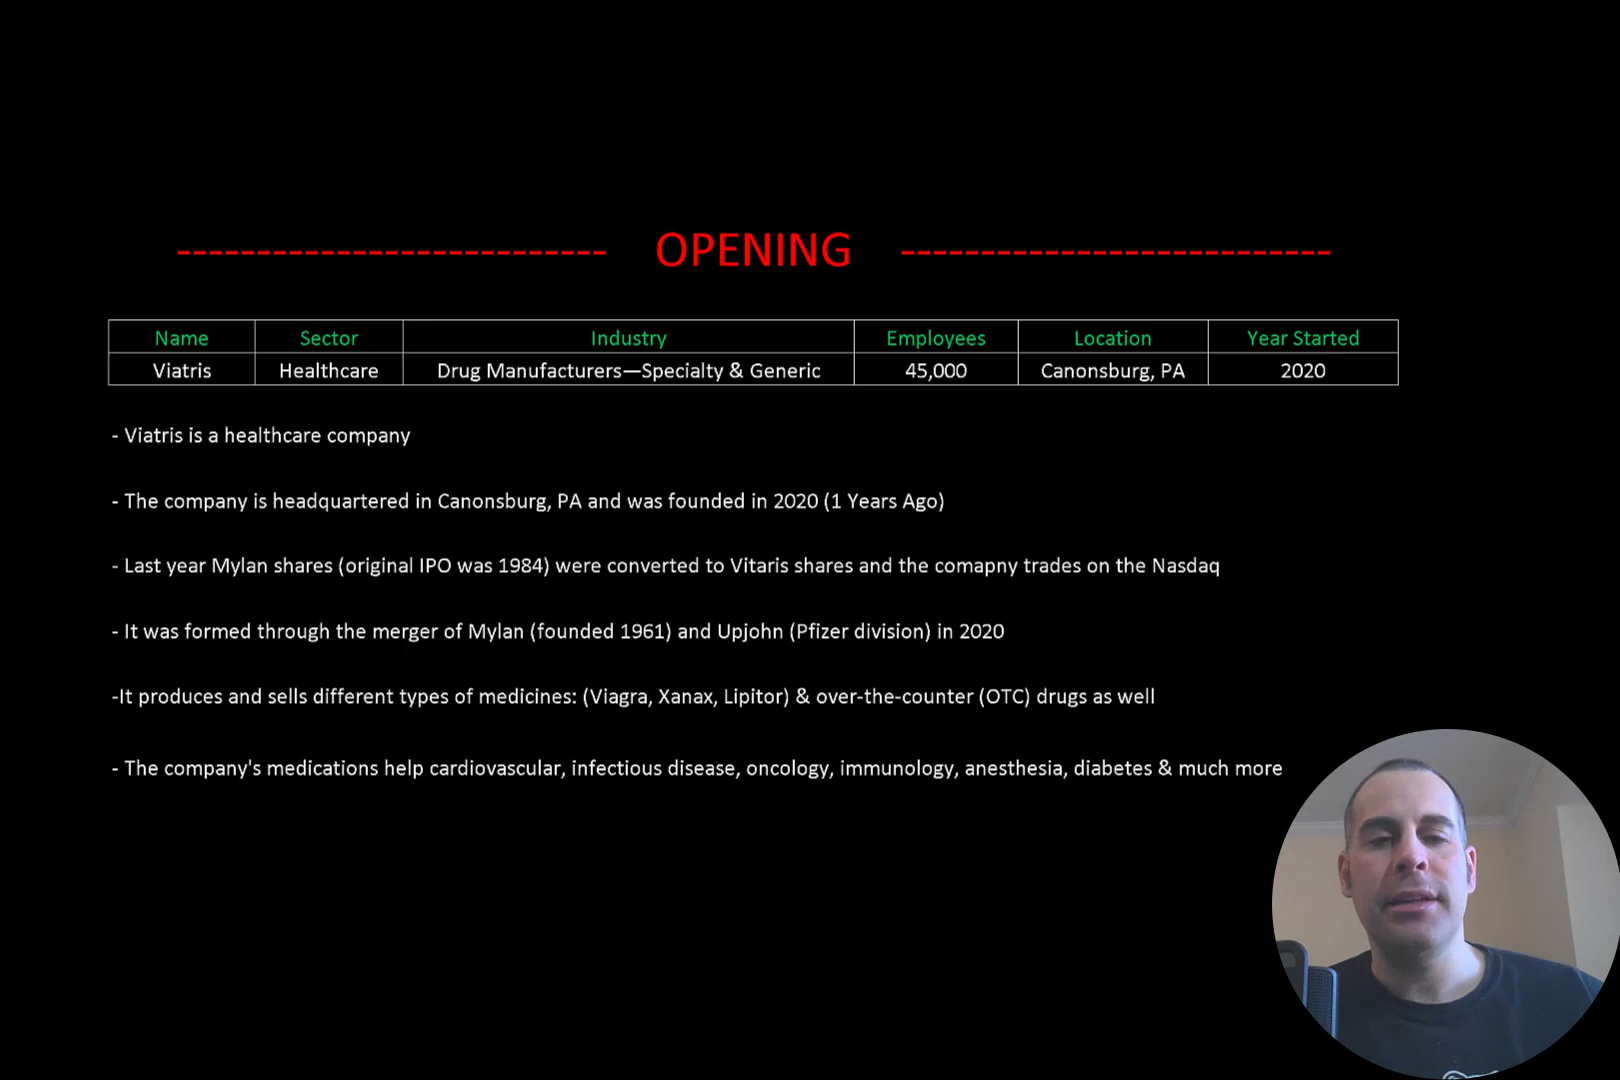 -------------------------- OPENING --------------------------
Name Sector Industry Employees Location Year Started
Viatris Healthcare Drug Manufacturers—Specialty & Generic 45,000 Canonsburg, PA 2020
- Viatris is a healthcare company
- The company is headquartered in Canonsburg, PA and was founded in 2020 (1 Years Ago)
- Last year Mylan shares (original IPO was 1984) were converted to Vitaris shares and the comapny trades on the Nasdaq
- It was formed through the merger of Mylan (founded 1961) and Upjohn (Pfizer division) in 2020
-It produces and sells different types of medicines: (Viagra, Xanax, Lipitor) & over-the-counter (OTC) drugs as well
- The company's medications help cardiovascular, infectious disease, oncology, immunology, anesthesia, diabetes & much more